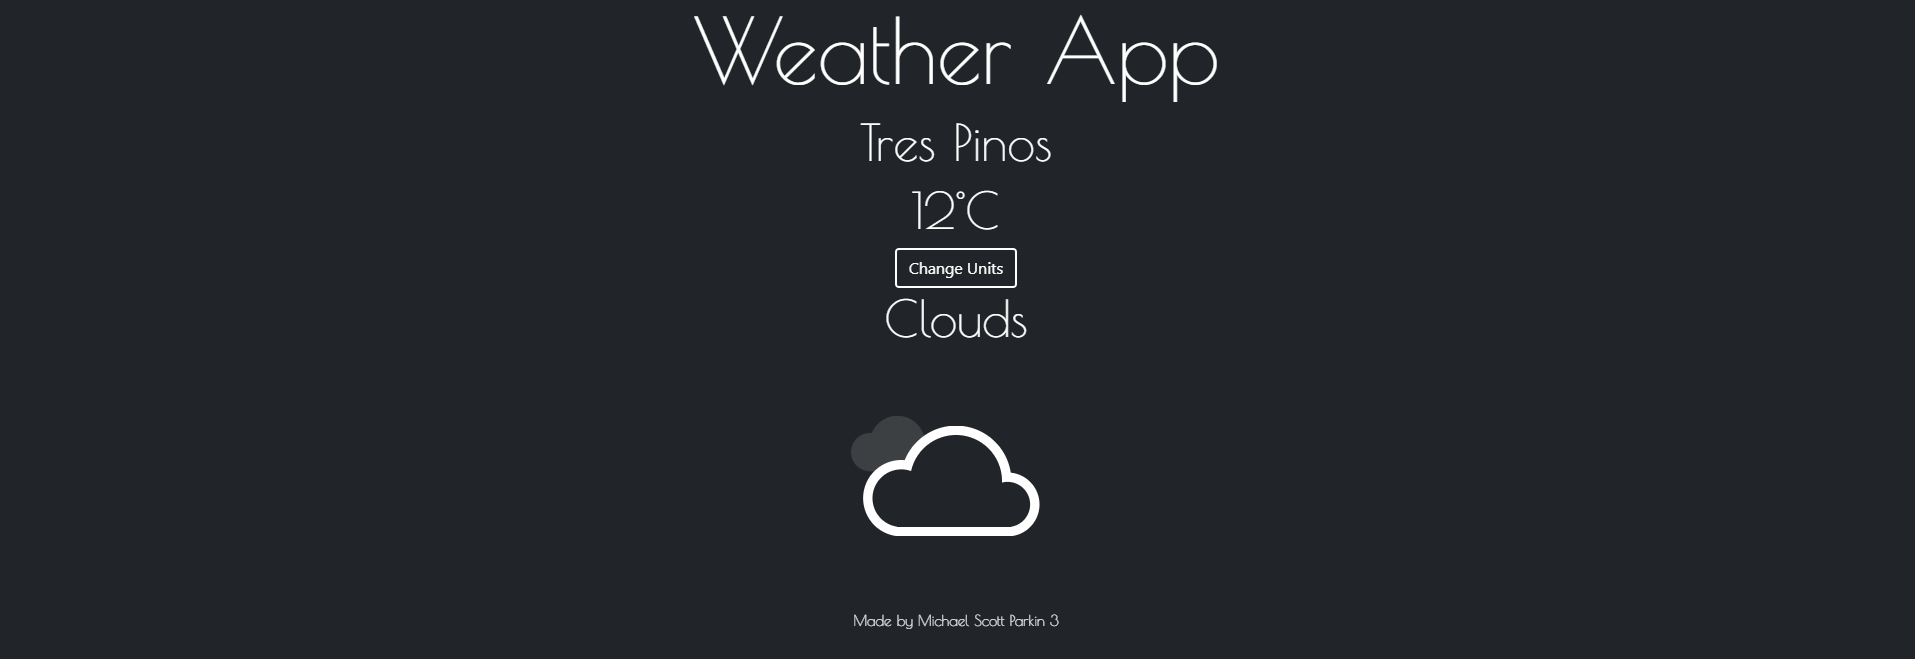 Weather App
Tres Pinos
12°C
Change Units
Clouds
Made by Michael Scott Parkin 3